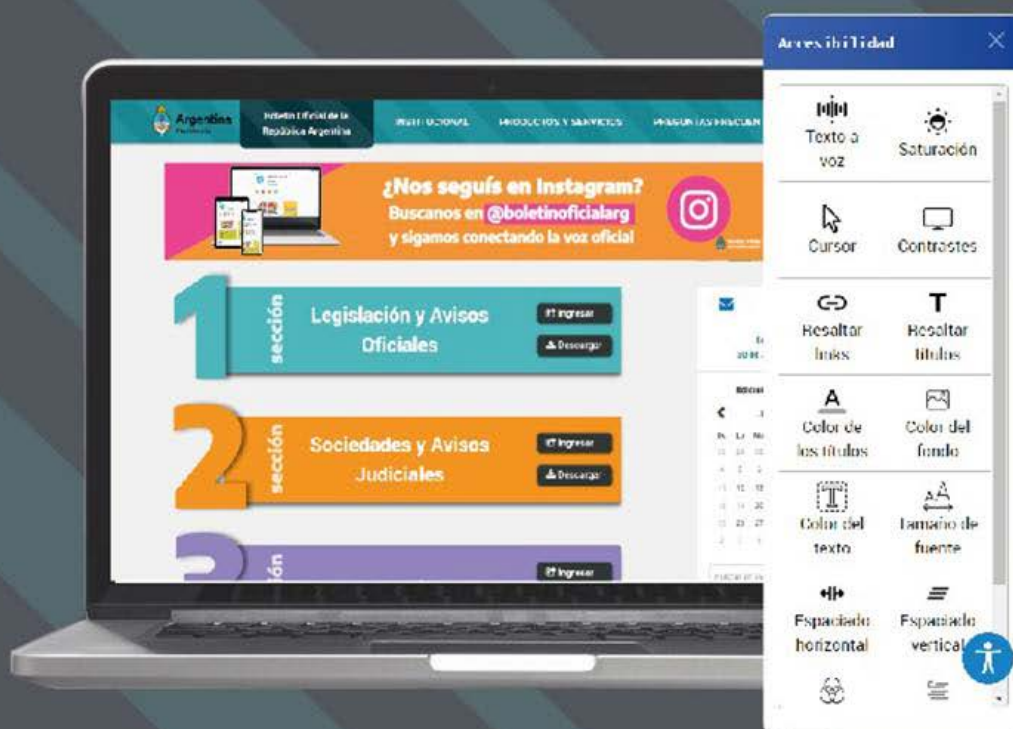 Argentina
Boletín Oficial de la
República Argentina
INSTITUCIONAL
PRODUCTOS Y SERVICIOS
PREGUNTAS FRECUEN
¿Nos seguís en Instagram?
Buscanos en @boletinoficialarg
y sigamos conectando la voz oficial
1
sección
Legislación y Avisos
Oficiales
Ingresar
Descargar
2
sección
Sociedades y Avisos
Judiciales
Ingresar
Descargar
3
Ingresar
Accesibilidad
Texto a
voz
Saturación
Cursor
Contrastes
Resaltar
links
Resaltar
títulos
Color de
los títulos
Color del
fondo
Color del
texto
Tamaño de
fuente
Espaciado
horizontal
Espaciado
vertical